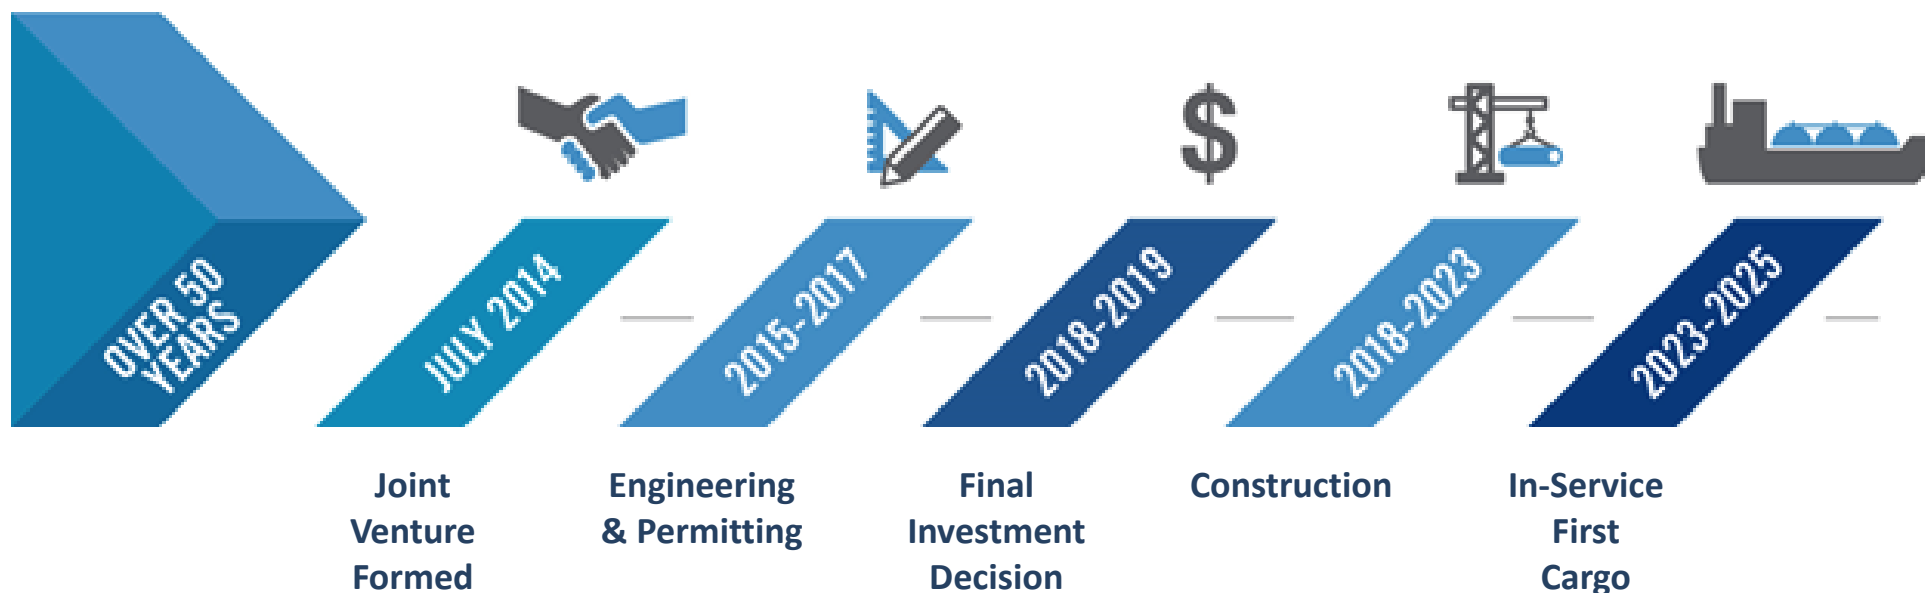 OVER 50
YEARS
JULY 2014
2015-2017
2018-2019
2018-2023
2023-2025
$
Joint
Venture
Formed
Engineering
& Permitting
Final
Investment
Decision
Construction
In-Service
First
Cargo